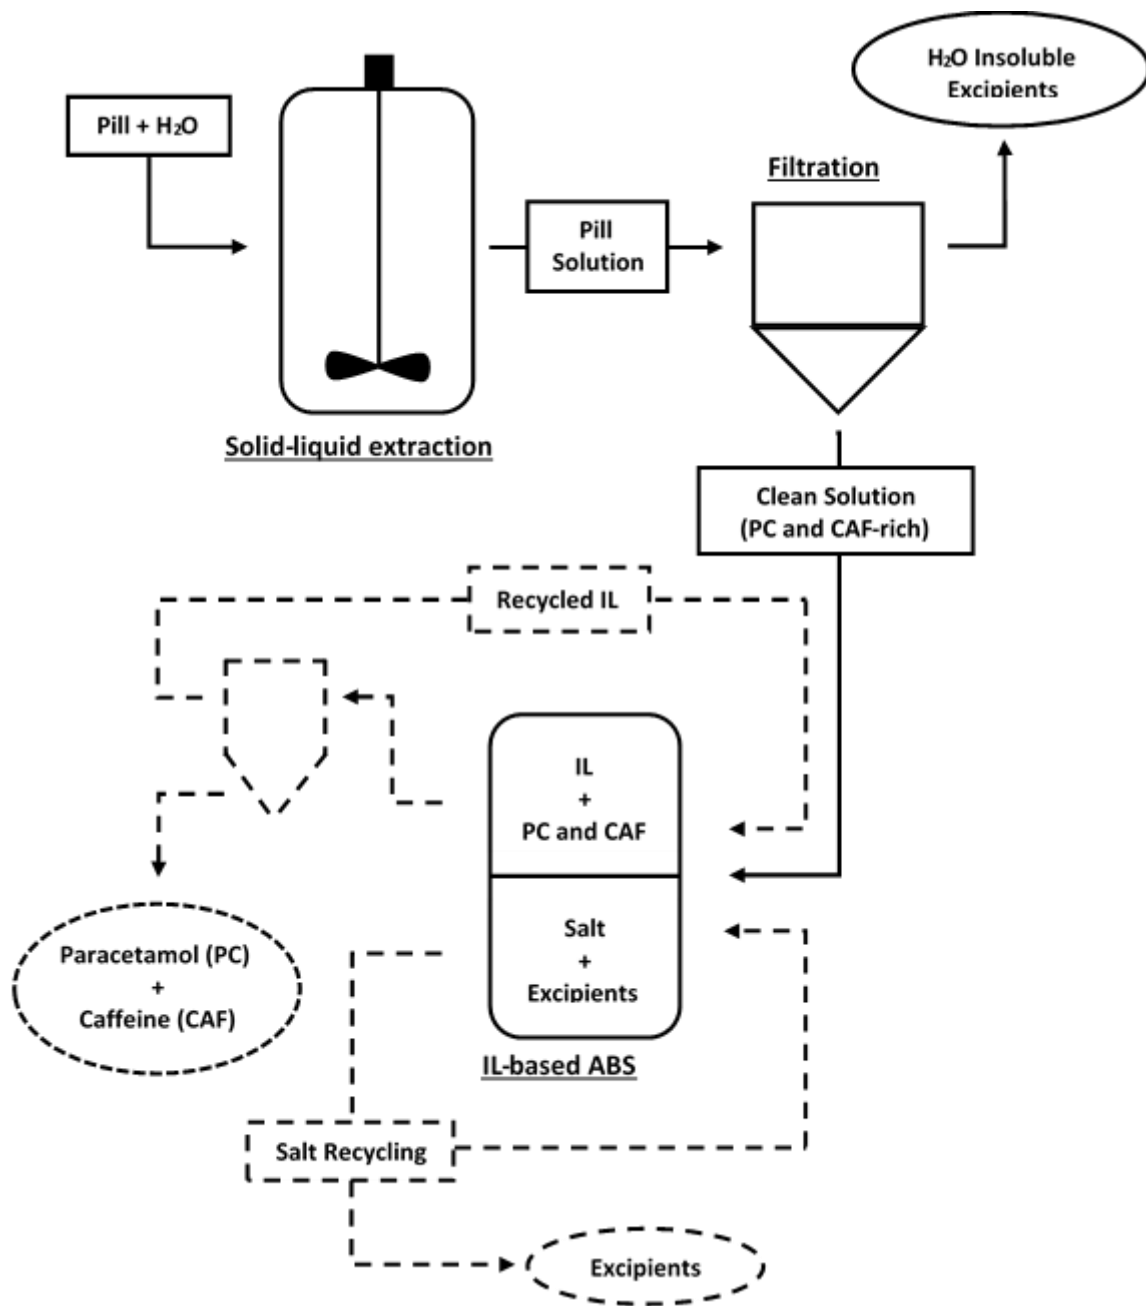 H₂O Insoluble
Excipients
Pill + H₂O
Filtration
Pill
Solution
Solid-liquid extraction
Clean Solution
(PC and CAF-rich)
Recycled IL
IL
+
PC and CAF
Salt
+
Excipients
Paracetamol (PC)
+
Caffeine (CAF)
IL-based ABS
Salt Recycling
Excipients